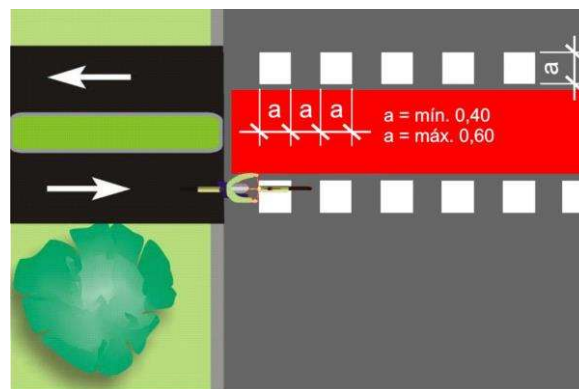 a
a a a
a = mín. 0,40
a = máx. 0,60